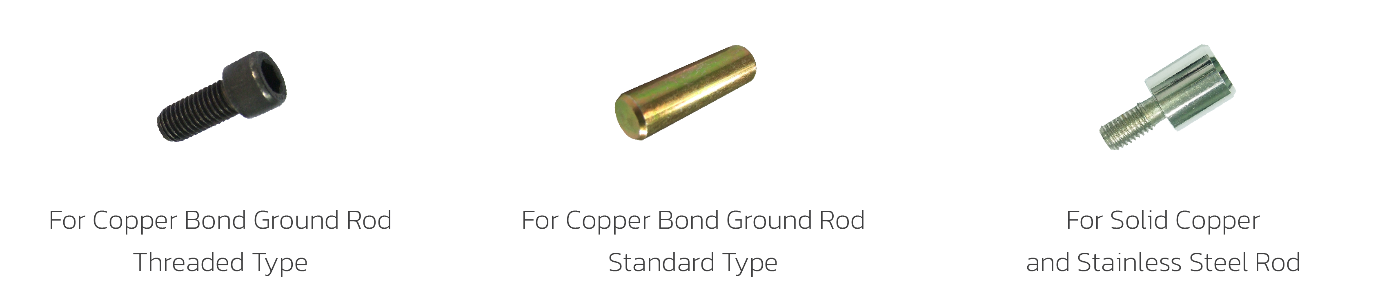 For Copper Bond Ground Rod
Threaded Type
For Copper Bond Ground Rod
Standard Type
For Solid Copper
and Stainless Steel Rod